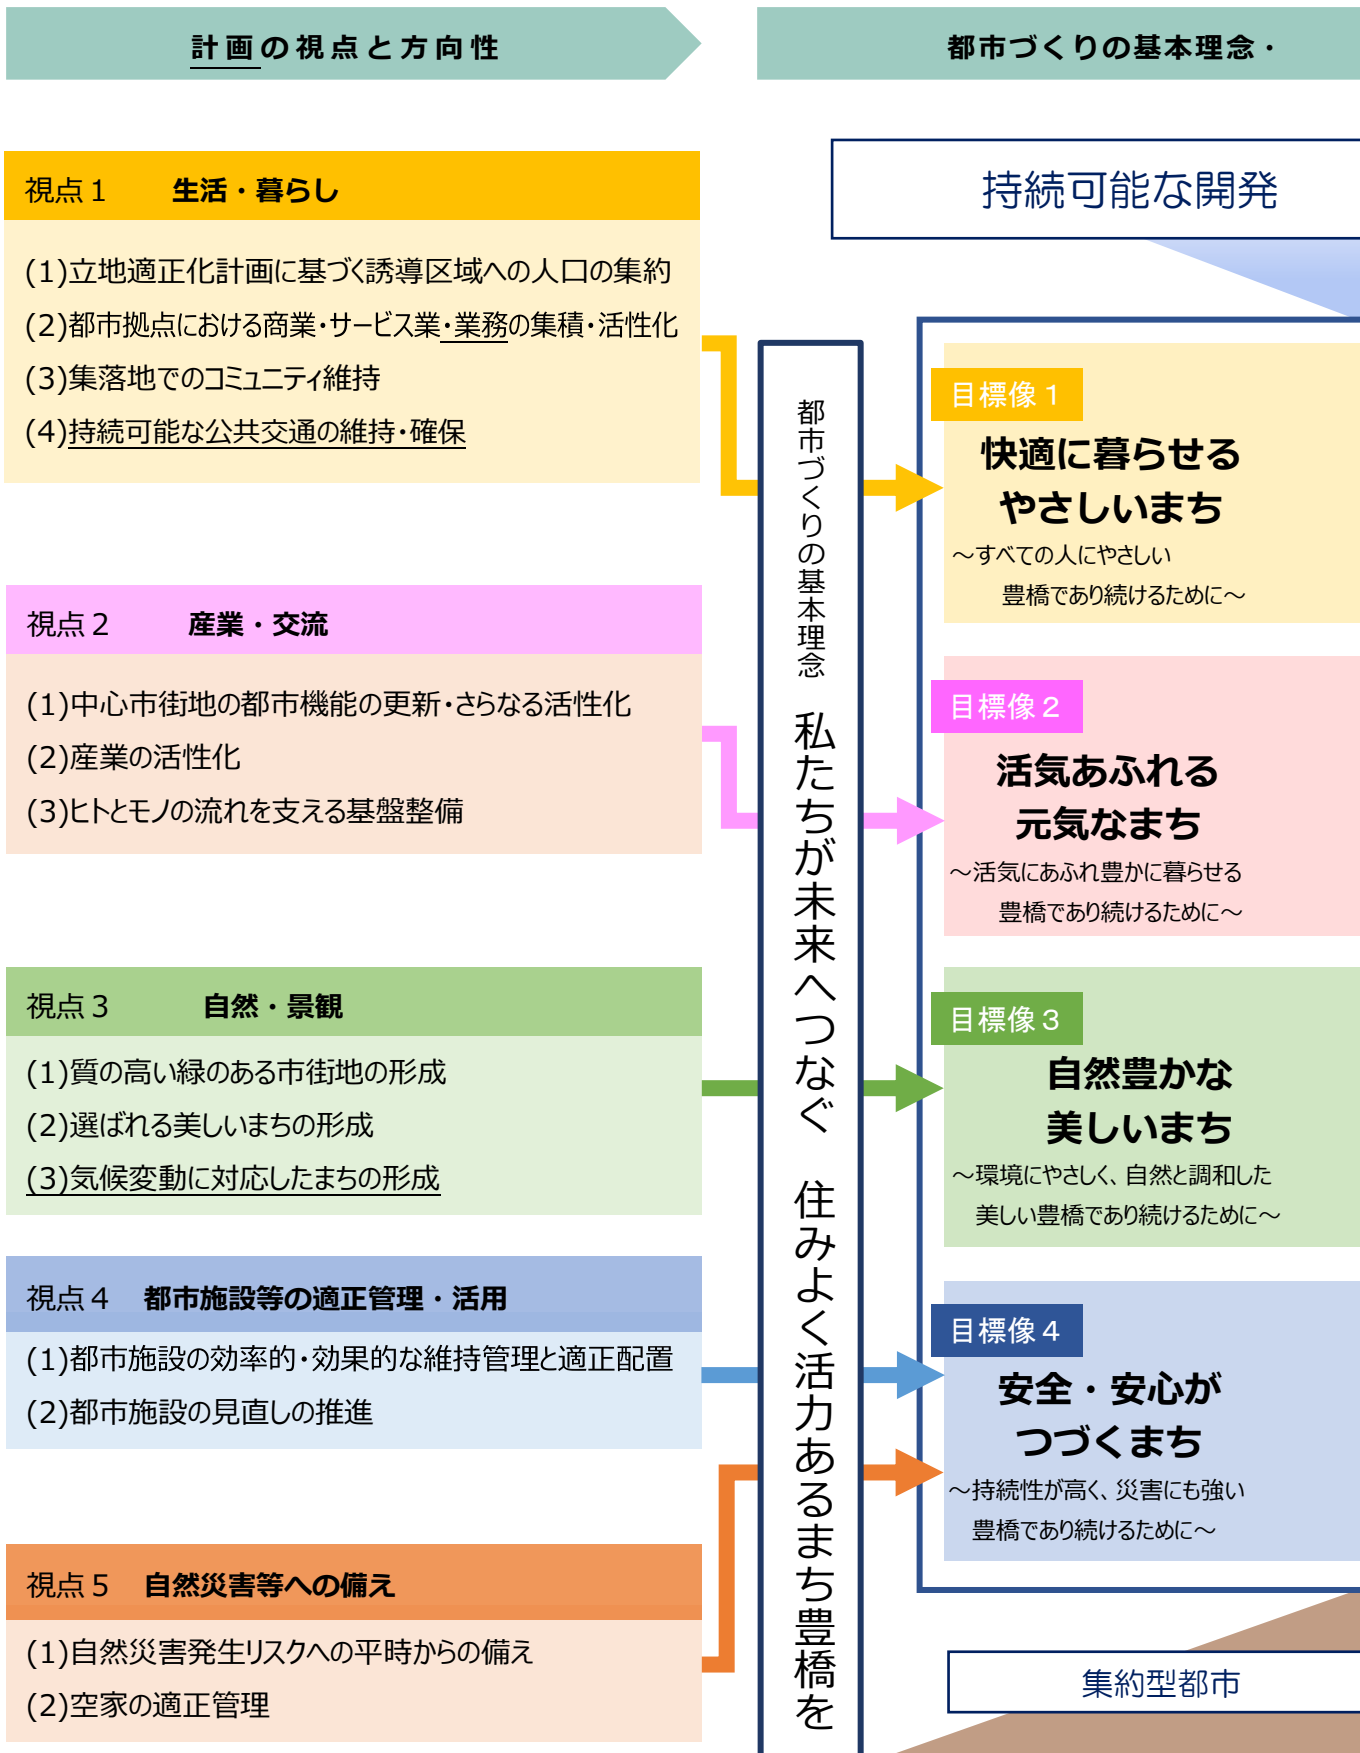 計画の視点と方向性
都市づくりの基本理念・
視点１　生活・暮らし
(1)立地適正化計画に基づく誘導区域への人口の集約
(2)都市拠点における商業・サービス業・業務の集積・活性化
(3)集落地でのコミュニティ維持
(4)持続可能な公共交通の維持・確保
視点２　産業・交流
(1)中心市街地の都市機能の更新・さらなる活性化
(2)産業の活性化
(3)ヒトとモノの流れを支える基盤整備
視点３　自然・景観
(1)質の高い緑のある市街地の形成
(2)選ばれる美しいまちの形成
(3)気候変動に対応したまちの形成
視点４　都市施設等の適正管理・活用
(1)都市施設の効率的・効果的な維持管理と適正配置
(2)都市施設の見直しの推進
視点５　自然災害等への備え
(1)自然災害発生リスクへの平時からの備え
(2)空家の適正管理
都市づくりの基本理念　私たちが未来へつなぐ　住みよく活力あるまち豊橋を
持続可能な開発
目標像１
快適に暮らせる
やさしいまち
～すべての人にやさしい
豊橋であり続けるために～
目標像２
活気あふれる
元気なまち
～活気にあふれ豊かに暮らせる
豊橋であり続けるために～
目標像３
自然豊かな
美しいまち
～環境にやさしく、自然と調和した
美しい豊橋であり続けるために～
目標像４
安全・安心が
つづくまち
～持続性が高く、災害にも強い
豊橋であり続けるために～
集約型都市